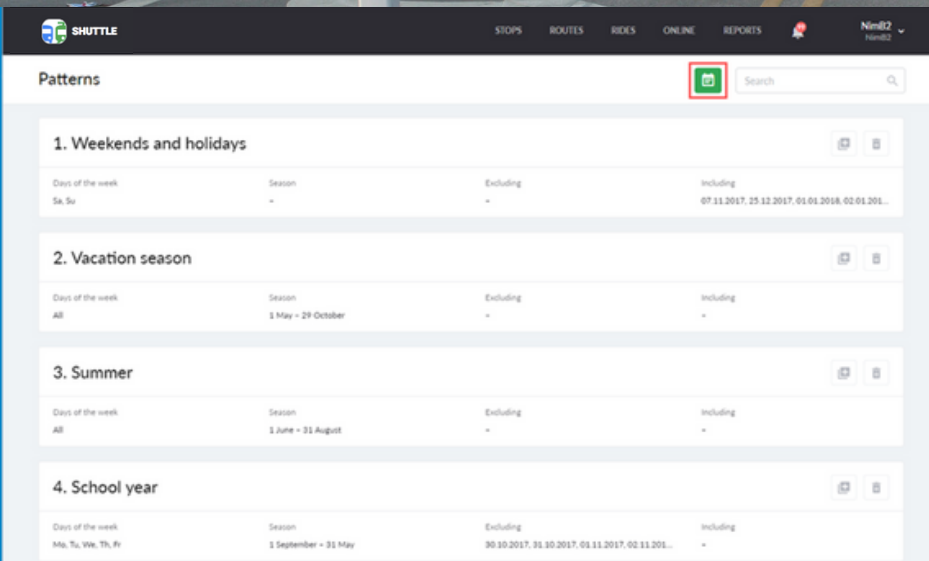 SHUTTLE STOPS ROUTES RIDES ONLINE REPORTS NimB2
NimB2
Patterns Search
1. Weekends and holidays
Days of the week Season Excluding Including
Sa, Su - - 07.11.2017, 25.12.2017, 01.01.2018, 02.01.201...
2. Vacation season
Days of the week Season Excluding Including
All 1 May – 29 October - -
3. Summer
Days of the week Season Excluding Including
All 1 June – 31 August - -
4. School year
Days of the week Season Excluding Including
Mo, Tu, We, Th, Fr 1 September – 31 May 30.10.2017, 31.10.2017, 01.11.2017, 02.11.201... -